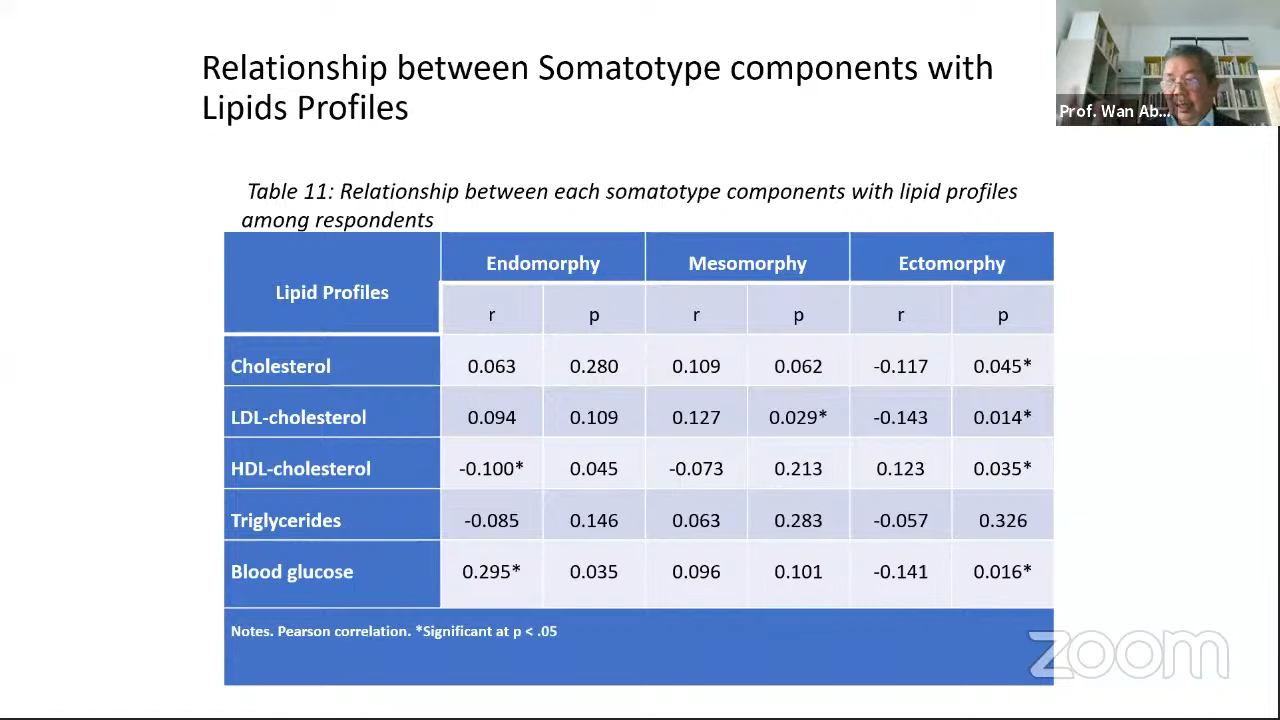 Relationship between Somatotype components with
Lipids Profiles
Prof. Wan Ab...
Table 11: Relationship between each somatotype components with lipid profiles
among respondents
Lipid Profiles Endomorphy Mesomorphy Ectomorphy
r p r p r p
Cholesterol 0.063 0.280 0.109 0.062 -0.117 0.045*
LDL-cholesterol 0.094 0.109 0.127 0.029* -0.143 0.014*
HDL-cholesterol -0.100* 0.045 -0.073 0.213 0.123 0.035*
Triglycerides -0.085 0.146 0.063 0.283 -0.057 0.326
Blood glucose 0.295* 0.035 0.096 0.101 -0.141 0.016*
Notes. Pearson correlation. *Significant at p < .05
zoom